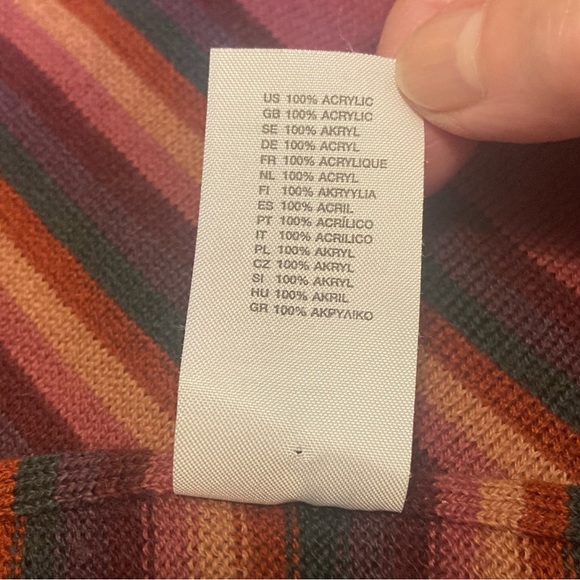 US 100% ACRYLIC
GB 100% ACRYLIC
SE 100% AKRYL
DE 100% ACRYL
FR 100% ACRYLIQUE
NL 100% ACRYL
FI 100% AKRYYLIA
ES 100% ACRIL
PT 100% ACRÍLICO
IT 100% ACRILICO
PL 100% AKRYL
CZ 100% AKRYL
SI 100% AKRYL
HU 100% AKRIL
GR 100% ΑΚΡΥΛΙΚΟ